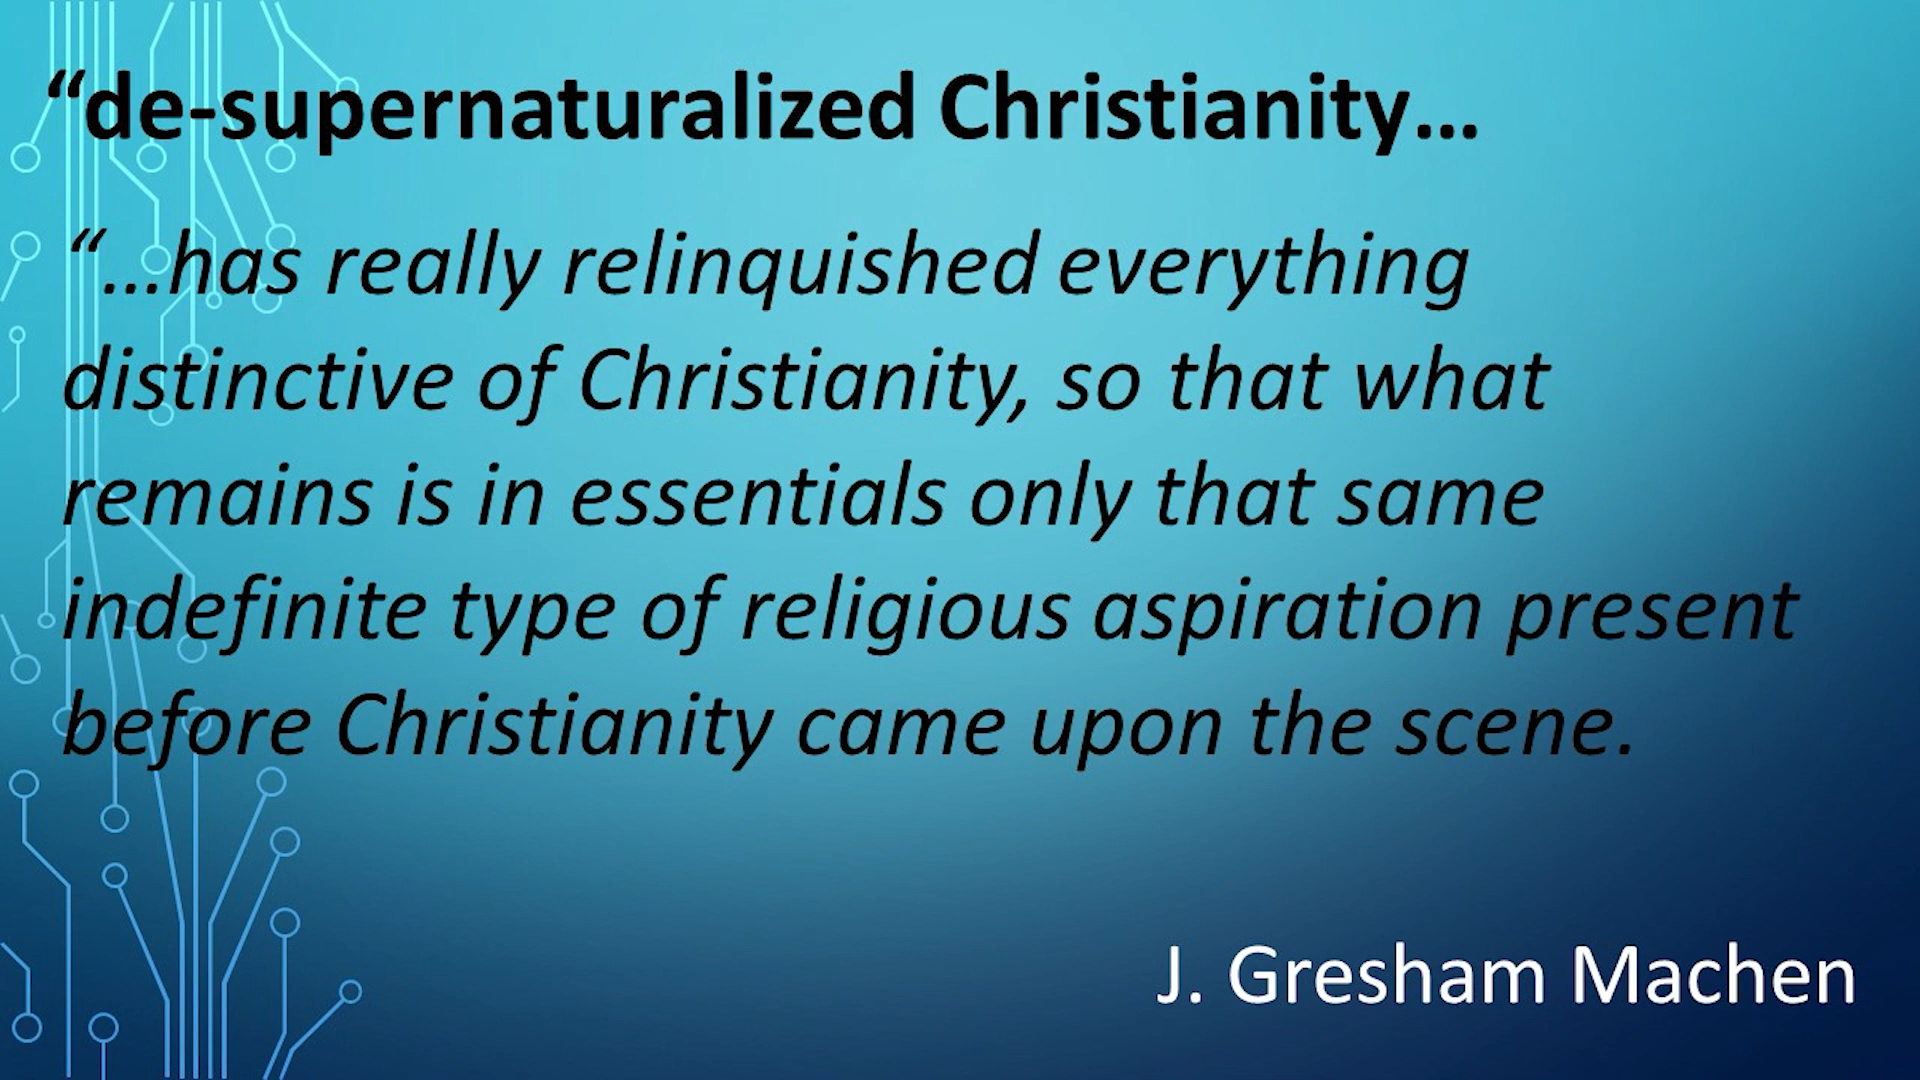 “de-supernaturalized Christianity…
“…has really relinquished everything
distinctive of Christianity, so that what
remains is in essentials only that same
indefinite type of religious aspiration present
before Christianity came upon the scene.
J. Gresham Machen